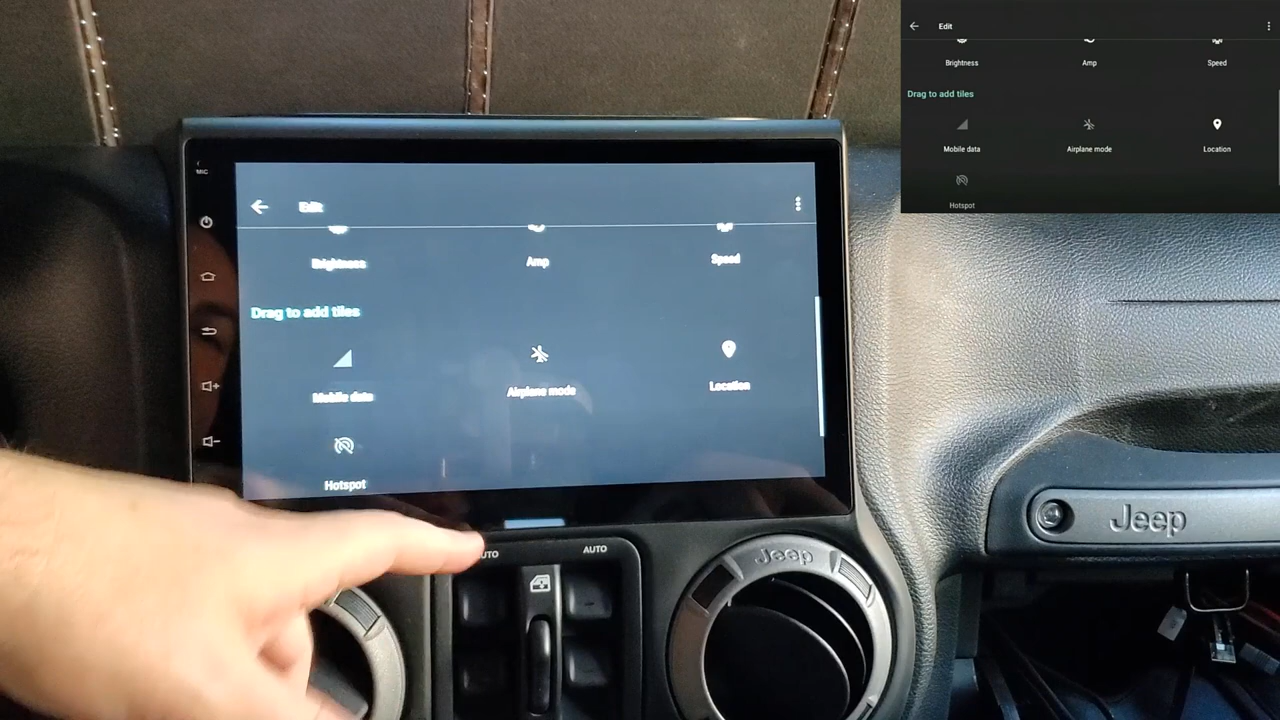 MIC
Edit
Brightness Amp Speed
Drag to add tiles
Mobile data Airplane mode Location
Hotspot
AUTO
Jeep
Jeep
Edit
Brightness Amp Speed
Drag to add tiles
Mobile data Airplane mode Location
Hotspot